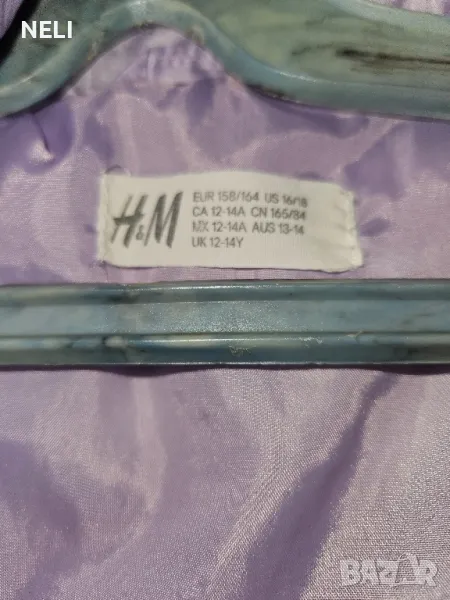 NELI
H&M
EUR 158/164 US 16/18
CA 12-14A CN 165/84
MX 12-14A AUS 13-14
UK 12-14Y
BAZAR